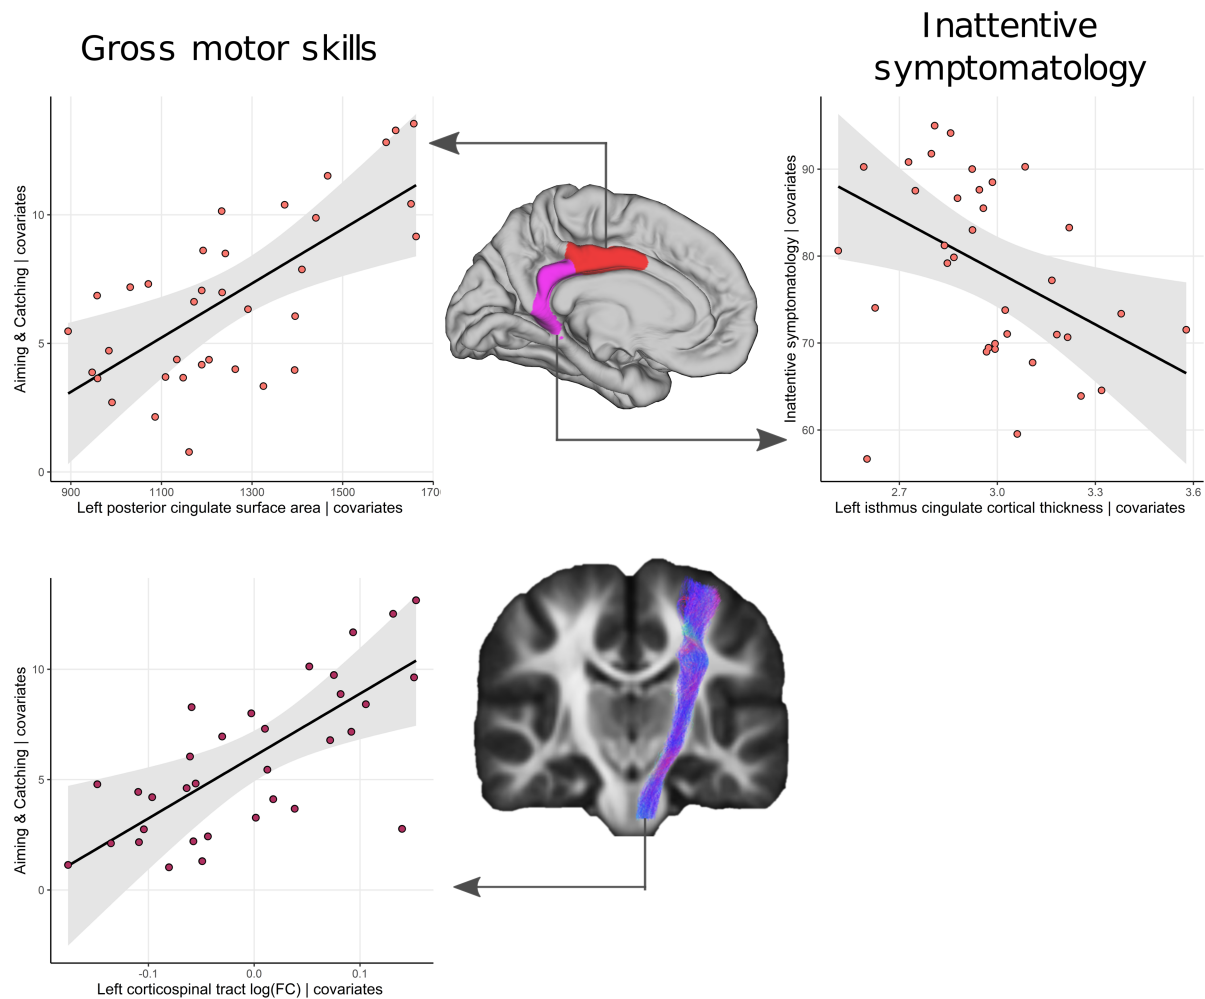 Gross motor skills
Inattentive
symptomatology
Aiming & Catching | covariates
10
5
0
900 1100 1300 1500 170
Left posterior cingulate surface area | covariates
Inattentive symptomatology | covariates
90
80
70
60
2.7 3.0 3.3 3.6
Left isthmus cingulate cortical thickness | covariates
Aiming & Catching | covariates
10
5
0
-0.1 0.0 0.1
Left corticospinal tract log(FC) | covariates